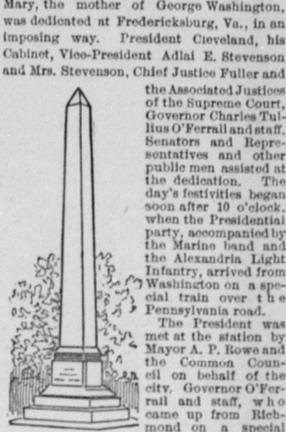 Mary, the mother of George Washington,
was dedicated at Fredericksburg, Va., in an
imposing way. President Cleveland, his
Cabinet, Vice-President Adlai E. Stevenson
and Mrs. Stevenson, Chief Justice Fuller and
the Associated Justices
of the Supreme Court,
Governor Charles Tul-
lius O'Ferrall and staff,
Senators and Repre-
sentatives and other
public men assisted at
the dedication. The
day's festivities began
soon after 10 o'clock,
when the Presidential
party, accompanied by
the Marine band and
the Alexandria Light
Infantry, arrived from
Washington on a spe-
cial train over the
Pennsylvania road.
The President was
met at the station by
Mayor A. P. Rowe and
the Common Coun-
cil on behalf of the
city. Governor O'Fer-
rall and staff, who
came up from Rich-
mond on a special